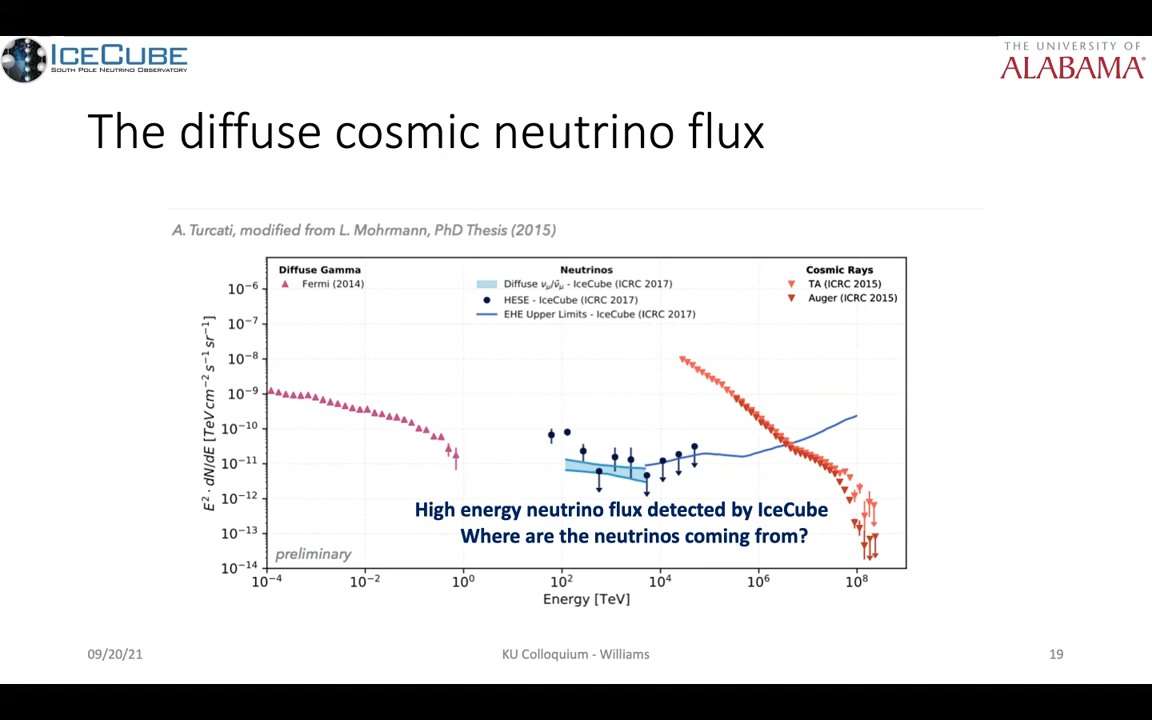 ICECUBE
SOUTH POLE NEUTRINO OBSERVATORY
THE UNIVERSITY OF
ALABAMA
The diffuse cosmic neutrino flux
A. Turcati, modified from L. Mohrmann, PhD Thesis (2015)
Diffuse Gamma
Fermi (2014)
Neutrinos
Diffuse νμ/ν̄μ - IceCube (ICRC 2017)
HESE - IceCube (ICRC 2017)
EHE Upper Limits - IceCube (ICRC 2017)
Cosmic Rays
TA (ICRC 2015)
Auger (ICRC 2015)
E² · dN/dE [TeV cm⁻² s⁻¹ sr⁻¹]
10⁻⁶
10⁻⁷
10⁻⁸
10⁻⁹
10⁻¹⁰
10⁻¹¹
10⁻¹²
10⁻¹³
10⁻¹⁴
High energy neutrino flux detected by IceCube
Where are the neutrinos coming from?
preliminary
10⁻⁴ 10⁻² 10⁰ 10² 10⁴ 10⁶ 10⁸
Energy [TeV]
09/20/21
KU Colloquium - Williams
19